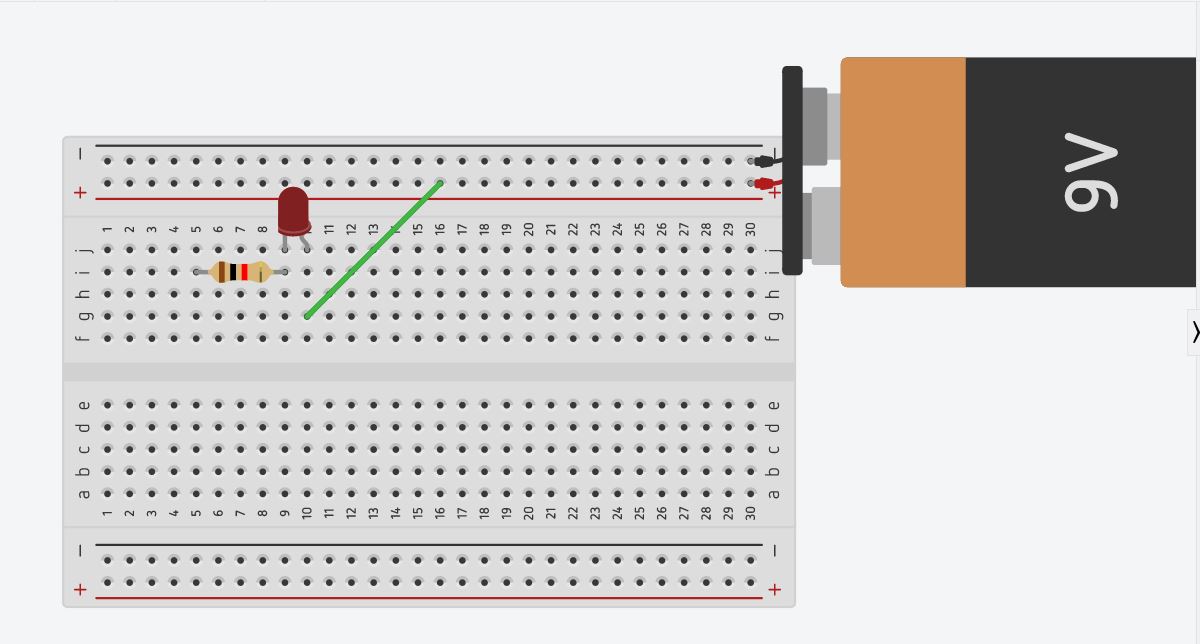 − −
+ +
1 2 3 4 5 6 7 8 11 12 13 14 15 16 17 18 19 20 21 22 23 24 25 26 27 28 29 30
j j
i i
h h
g g
f f
e e
d d
c c
b b
a a
1 2 3 4 5 6 7 8 9 10 11 12 13 14 15 16 17 18 19 20 21 22 23 24 25 26 27 28 29 30
− −
+ +
9V